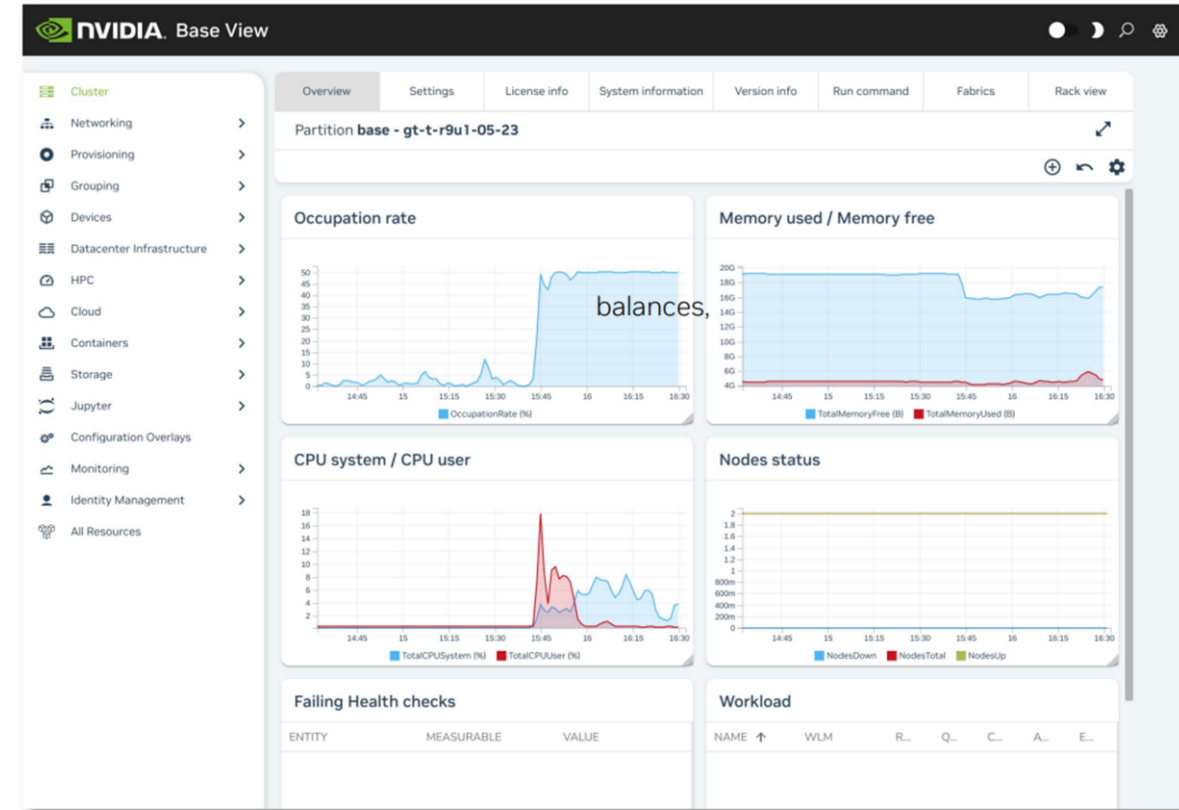 NVIDIA. Base View
Cluster
Networking
Provisioning
Grouping
Devices
Datacenter Infrastructure
HPC
Cloud
Containers
Storage
Jupyter
Configuration Overlays
Monitoring
Identity Management
All Resources
Overview Settings License info System information Version info Run command Fabrics Rack view
Partition base - gt-t-r9u1-05-23
Occupation rate
50
45
40
35
30
25
20
15
10
5
0
14:45 15 15:15 15:30 15:45 16 16:15 16:30
OccupationRate (%)
balances,
Memory used / Memory free
20G
18G
16G
14G
12G
10G
8G
6G
4G
14:45 15 15:15 15:30 15:45 16 16:15 16:30
TotalMemoryFree (B) TotalMemoryUsed (B)
CPU system / CPU user
18
16
14
12
10
8
6
4
2
14:45 15 15:15 15:30 15:45 16 16:15 16:30
TotalCPUSystem (%) TotalCPUUser (%)
Nodes status
2
1.8
1.6
1.4
1.2
1
800m
600m
400m
200m
0
14:45 15 15:15 15:30 15:45 16 16:15 16:30
NodesDown NodesTotal NodesUp
Failing Health checks
ENTITY MEASURABLE VALUE
Workload
NAME WLM R... Q... C... A... E...